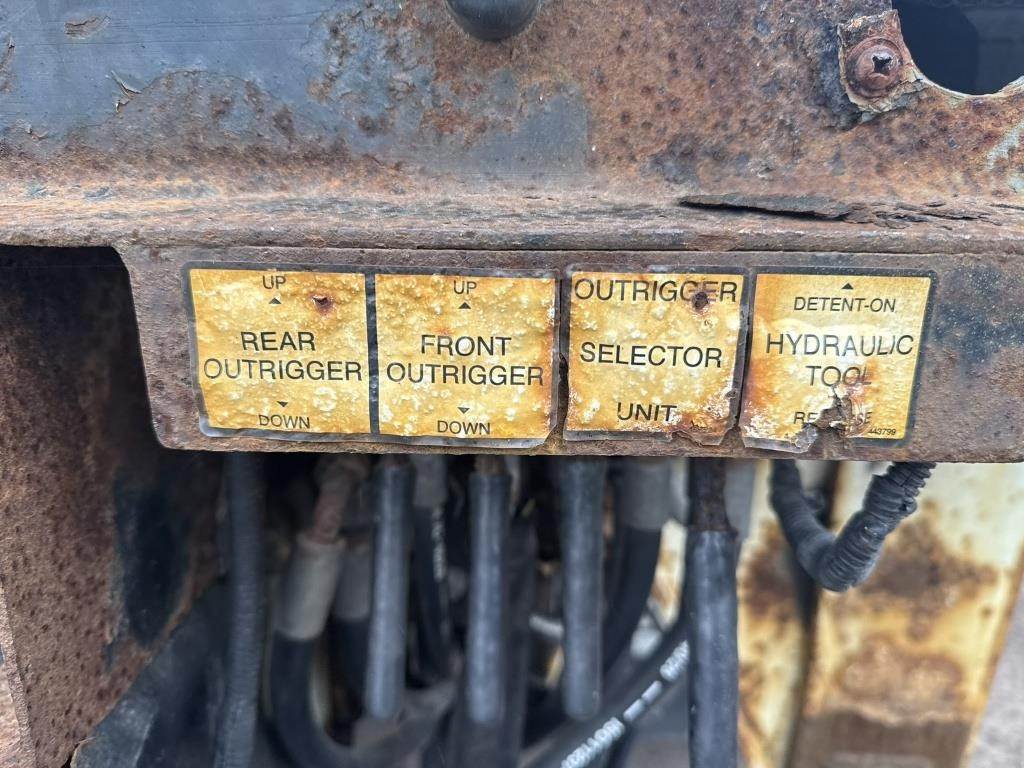 UP
REAR
OUTRIGGER
DOWN
UP
FRONT
OUTRIGGER
DOWN
OUTRIGGER
SELECTOR
UNIT
DETENT-ON
HYDRAULIC
TOOL
443799